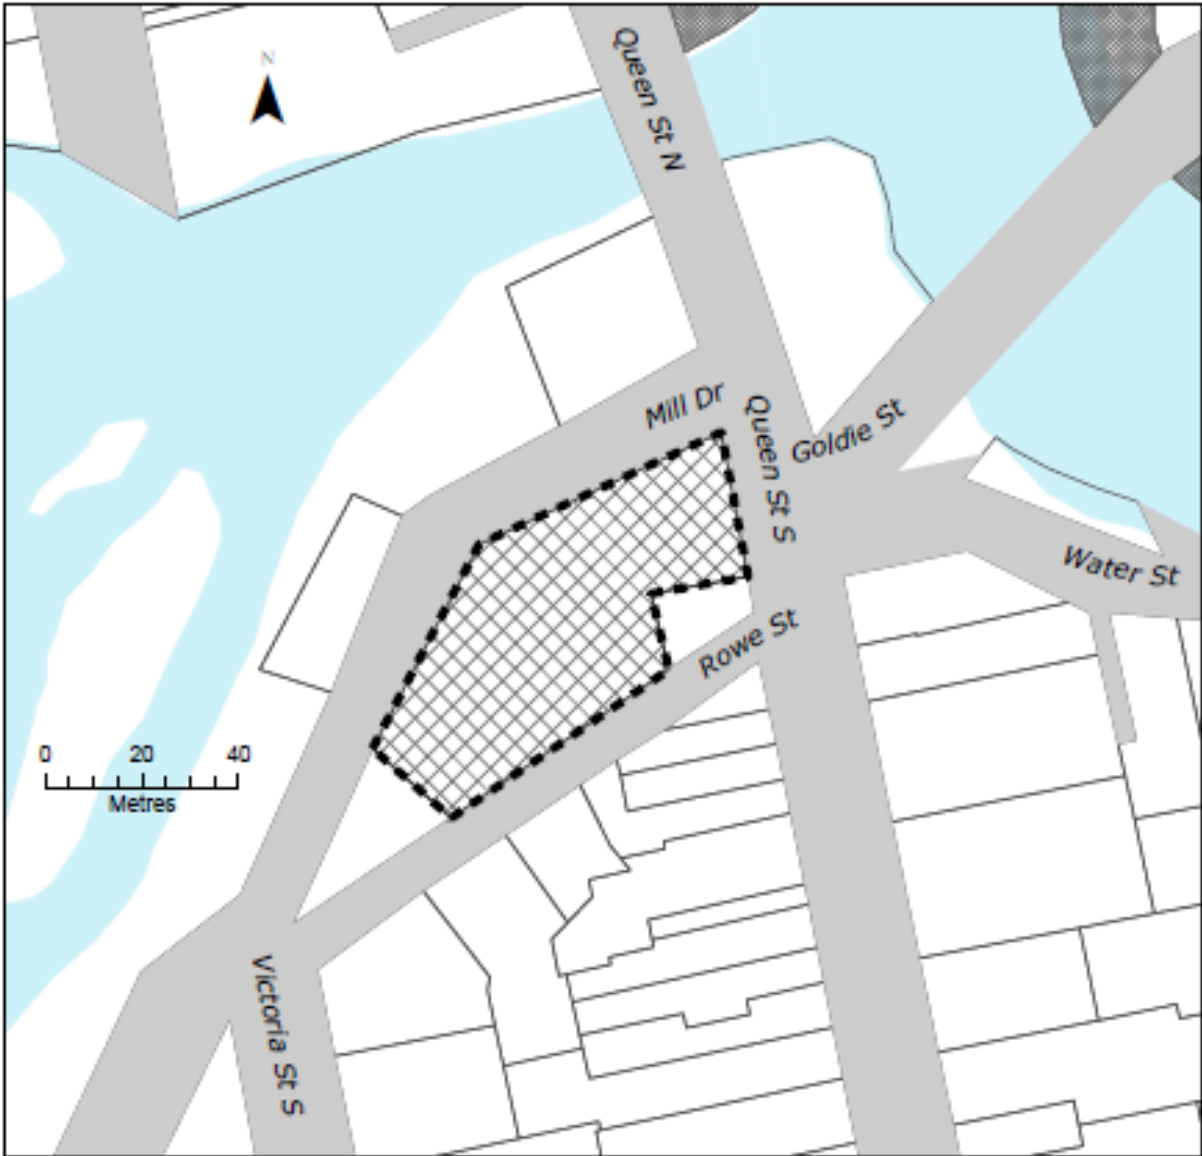 Queen St N
N
Mill Dr
Queen St S
Goldie St
Water St
Rowe St
0 20 40
Metres
Victoria St S